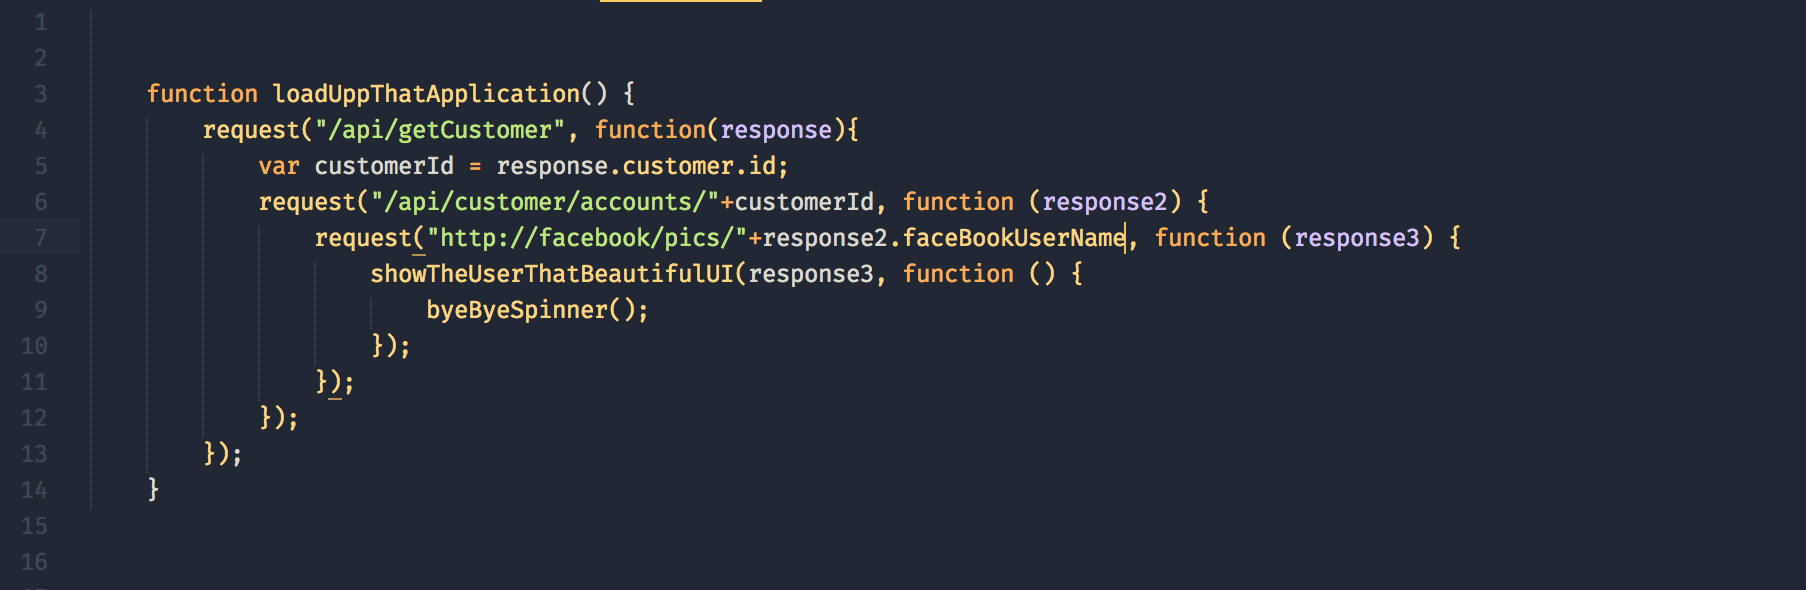 1
2
3 function loadUppThatApplication() {
4 request("/api/getCustomer", function(response){
5 var customerId = response.customer.id;
6 request("/api/customer/accounts/"+customerId, function (response2) {
7 request("http://facebook/pics/"+response2.faceBookUserName, function (response3) {
8 showTheUserThatBeautifulUI(response3, function () {
9 byeByeSpinner();
10 });
11 });
12 });
13 });
14 }
15
16